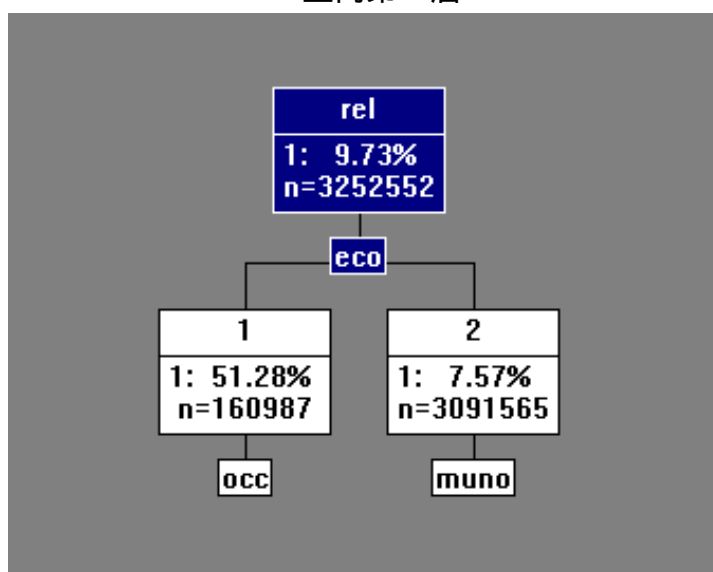 rel
1: 9.73%
n=3252552
eco
1
1: 51.28%
n=160987
2
1: 7.57%
n=3091565
occ
muno